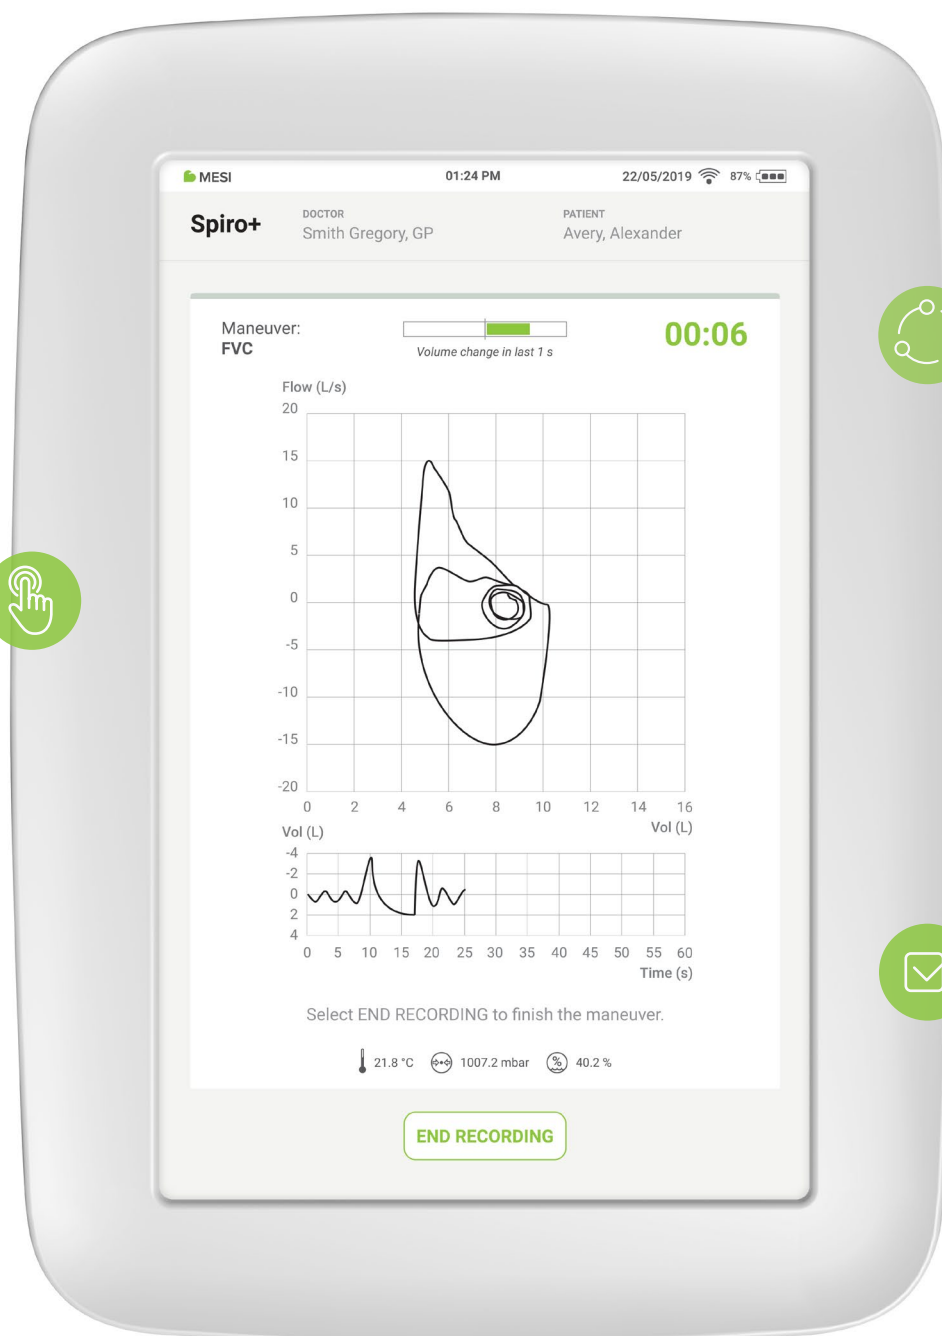 MESI 01:24 PM 22/05/2019 87%
Spiro+
DOCTOR
Smith Gregory, GP
PATIENT
Avery, Alexander
Maneuver:
FVC
Volume change in last 1 s
00:06
Flow (L/s)
20
15
10
5
0
-5
-10
-15
-20
0 2 4 6 8 10 12 14 16
Vol (L)
Vol (L)
-4
-2
0
2
4
0 5 10 15 20 25 30 35 40 45 50 55 60
Time (s)
Select END RECORDING to finish the maneuver.
21.8 °C 1007.2 mbar % 40.2 %
END RECORDING